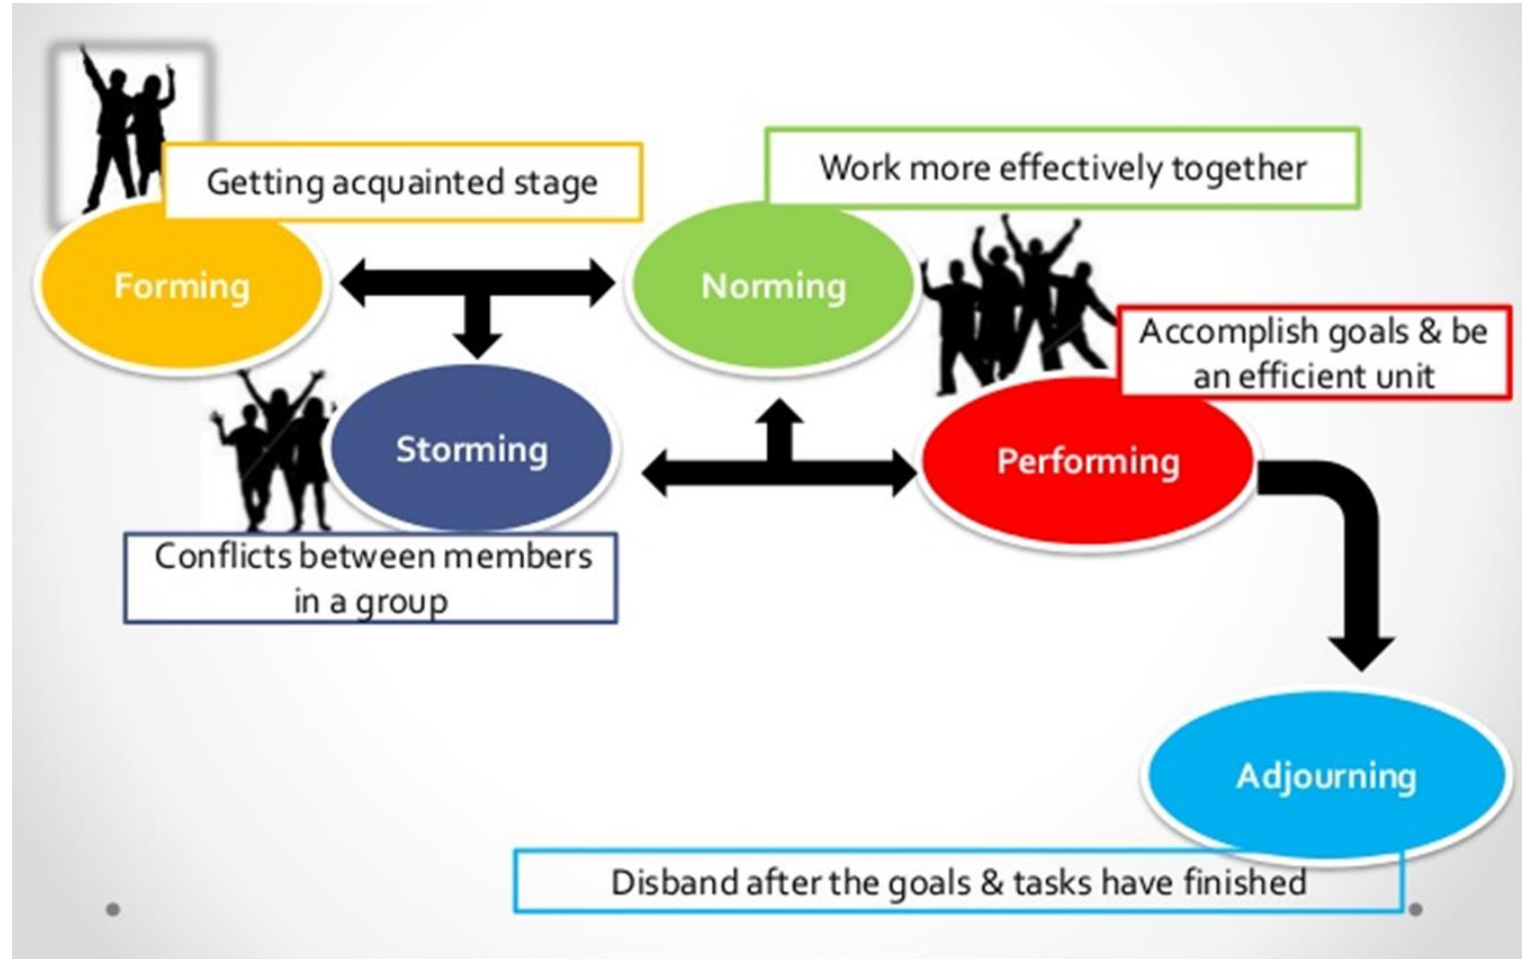 Getting acquainted stage
Forming
Work more effectively together
Norming
Accomplish goals & be
an efficient unit
Performing
Storming
Conflicts between members
in a group
Adjourning
Disband after the goals & tasks have finished